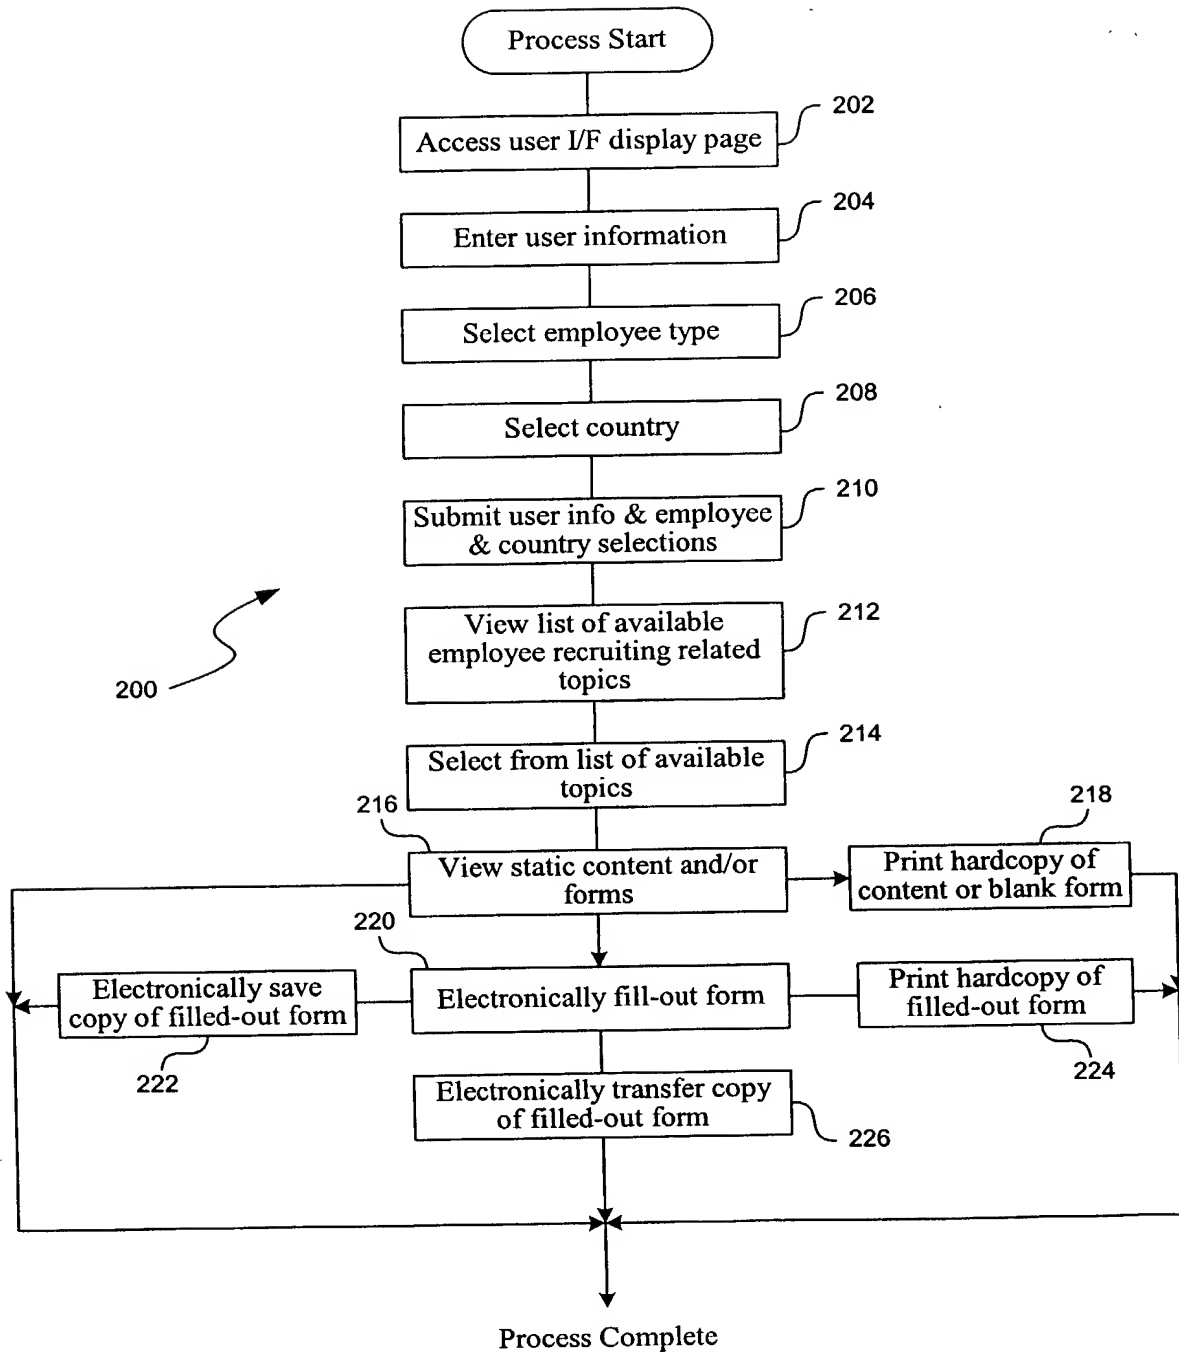 Process Start
202
Access user I/F display page
204
Enter user information
206
Select employee type
208
Select country
210
Submit user info & employee
& country selections
212
View list of available
employee recruiting related
topics
200
214
Select from list of available
topics
216
218
View static content and/or
forms
Print hardcopy of
content or blank form
220
Electronically save
copy of filled-out form
Electronically fill-out form
Print hardcopy of
filled-out form
222
224
Electronically transfer copy
of filled-out form
226
Process Complete